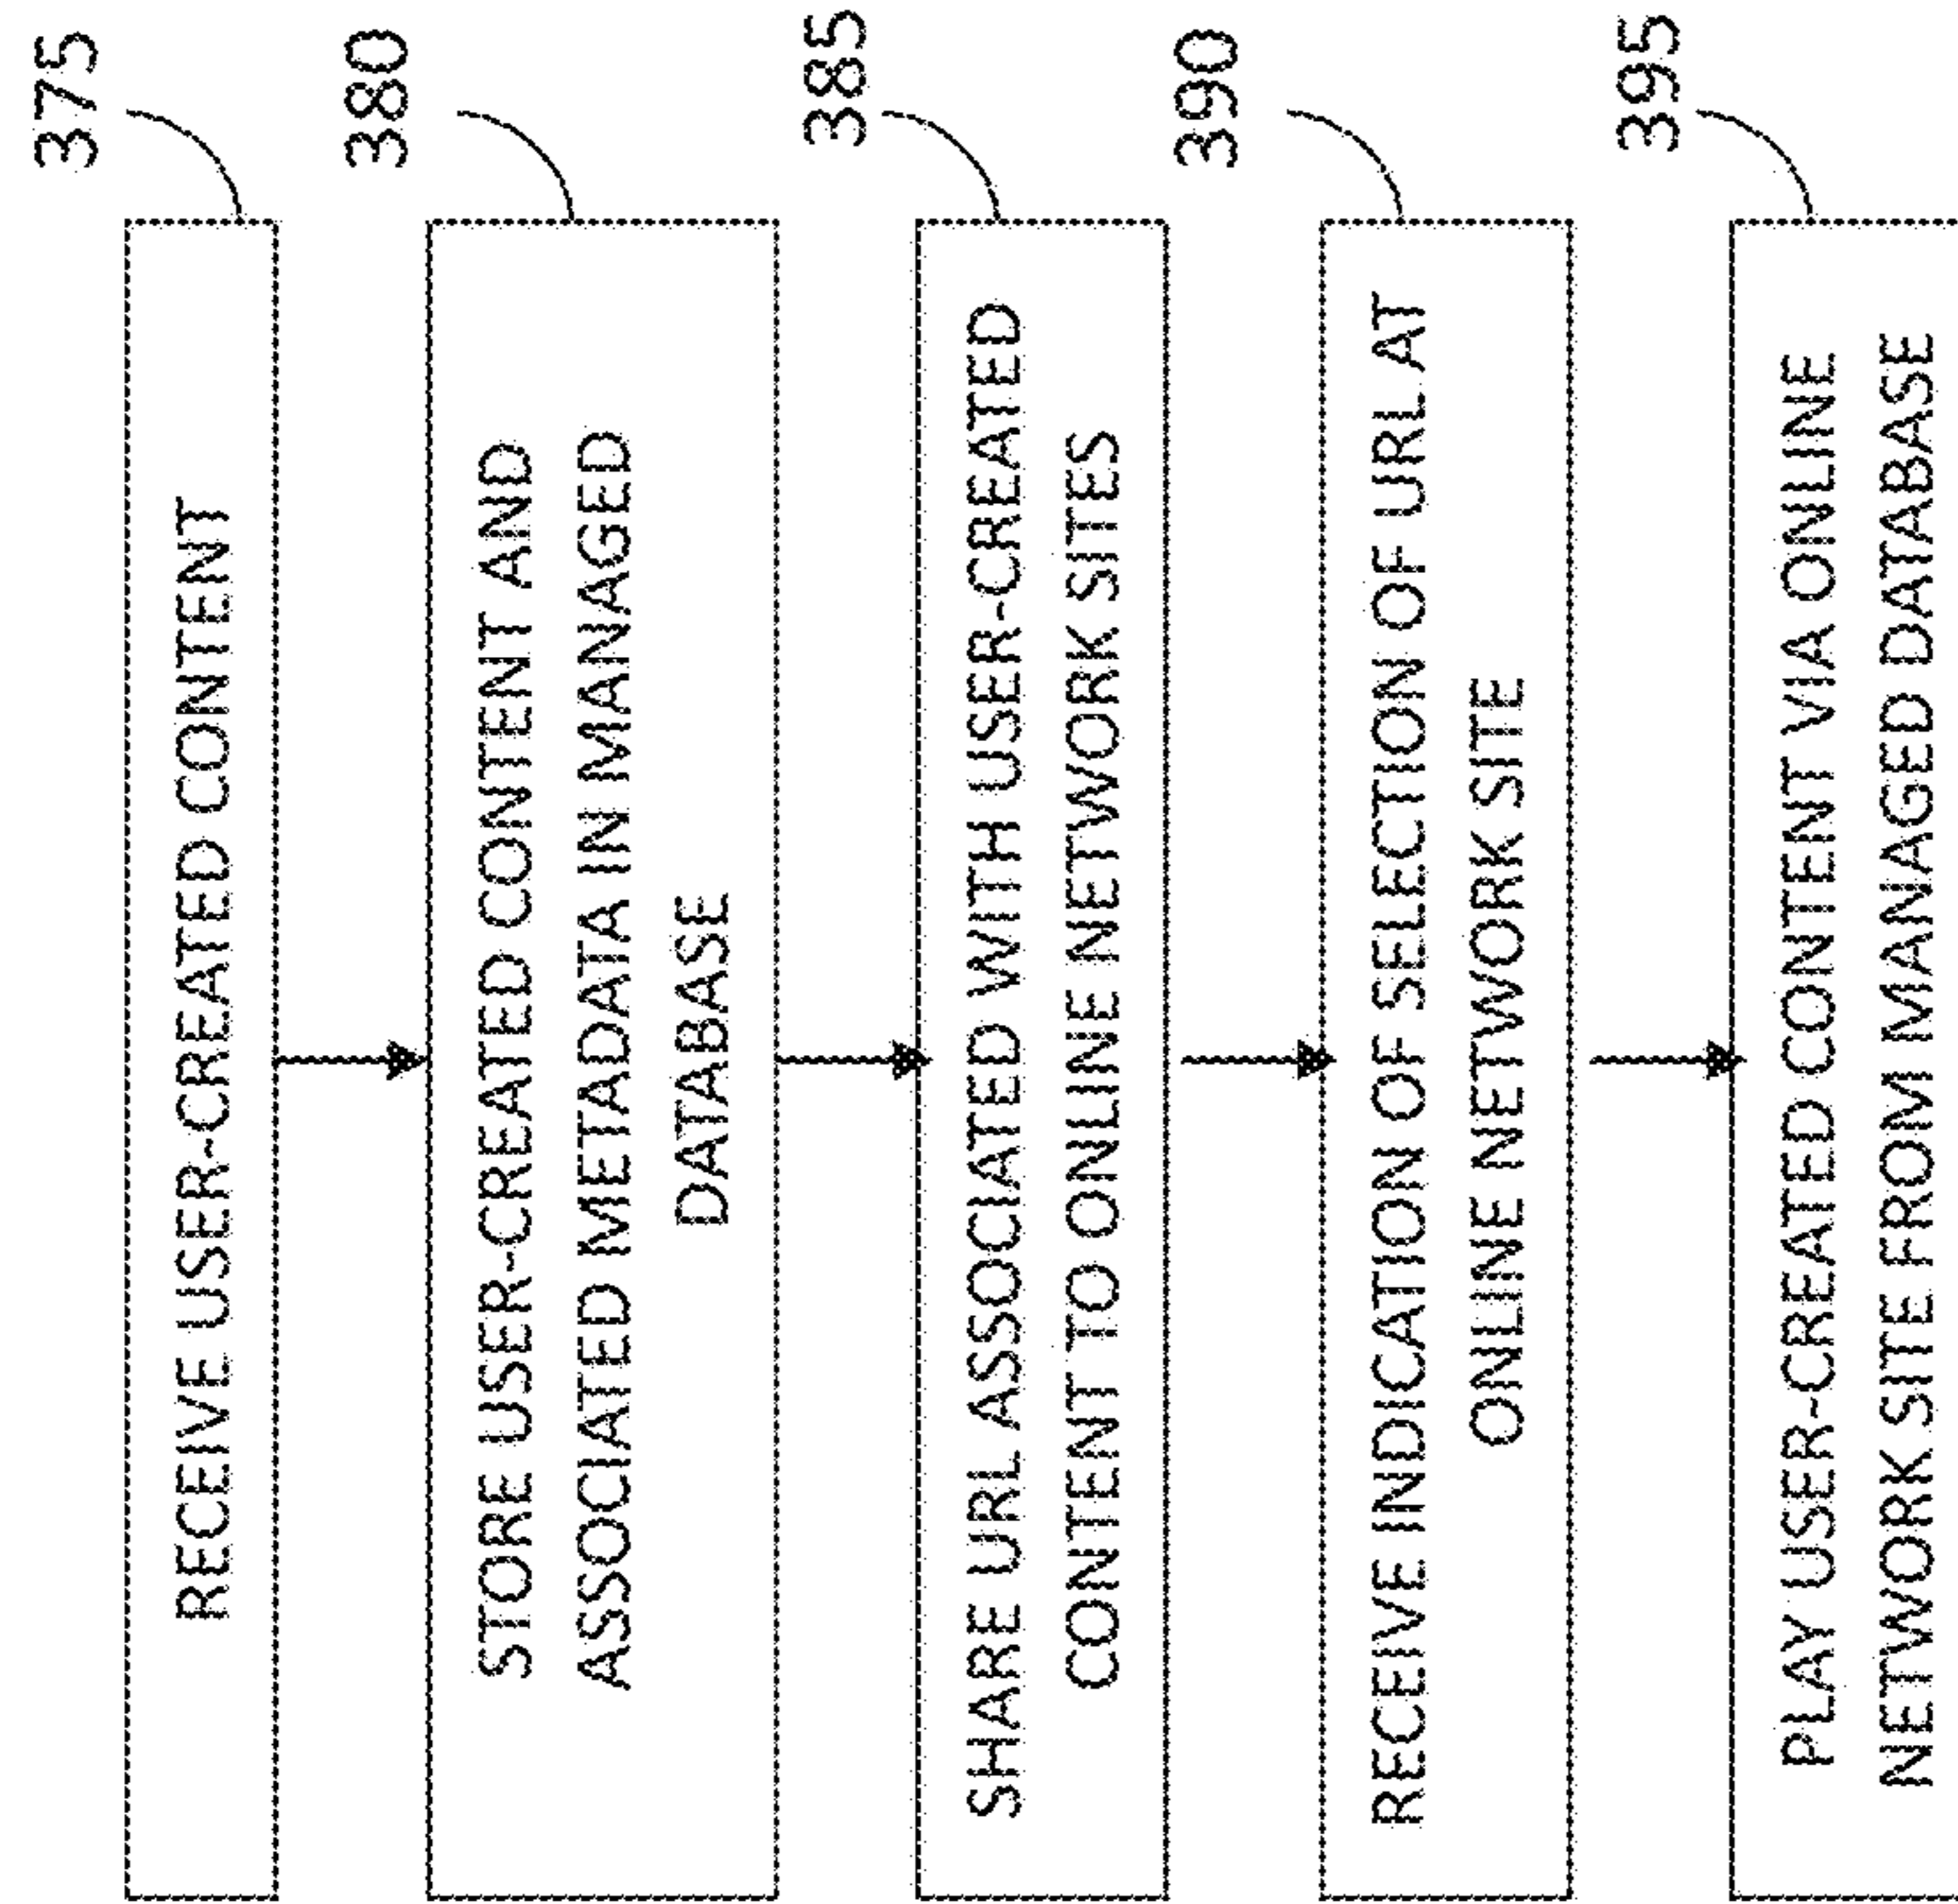 375
RECEIVE USER-CREATED CONTENT
380
STORE USER-CREATED CONTENT AND
ASSOCIATED METADATA IN MANAGED
DATABASE
385
SHARE URL ASSOCIATED WITH USER-CREATED
CONTENT TO ONLINE NETWORK SITES
390
RECEIVE INDICATION OF SELECTION OF URL AT
ONLINE NETWORK SITE
395
PLAY USER-CREATED CONTENT VIA ONLINE
NETWORK SITE FROM MANAGED DATABASE